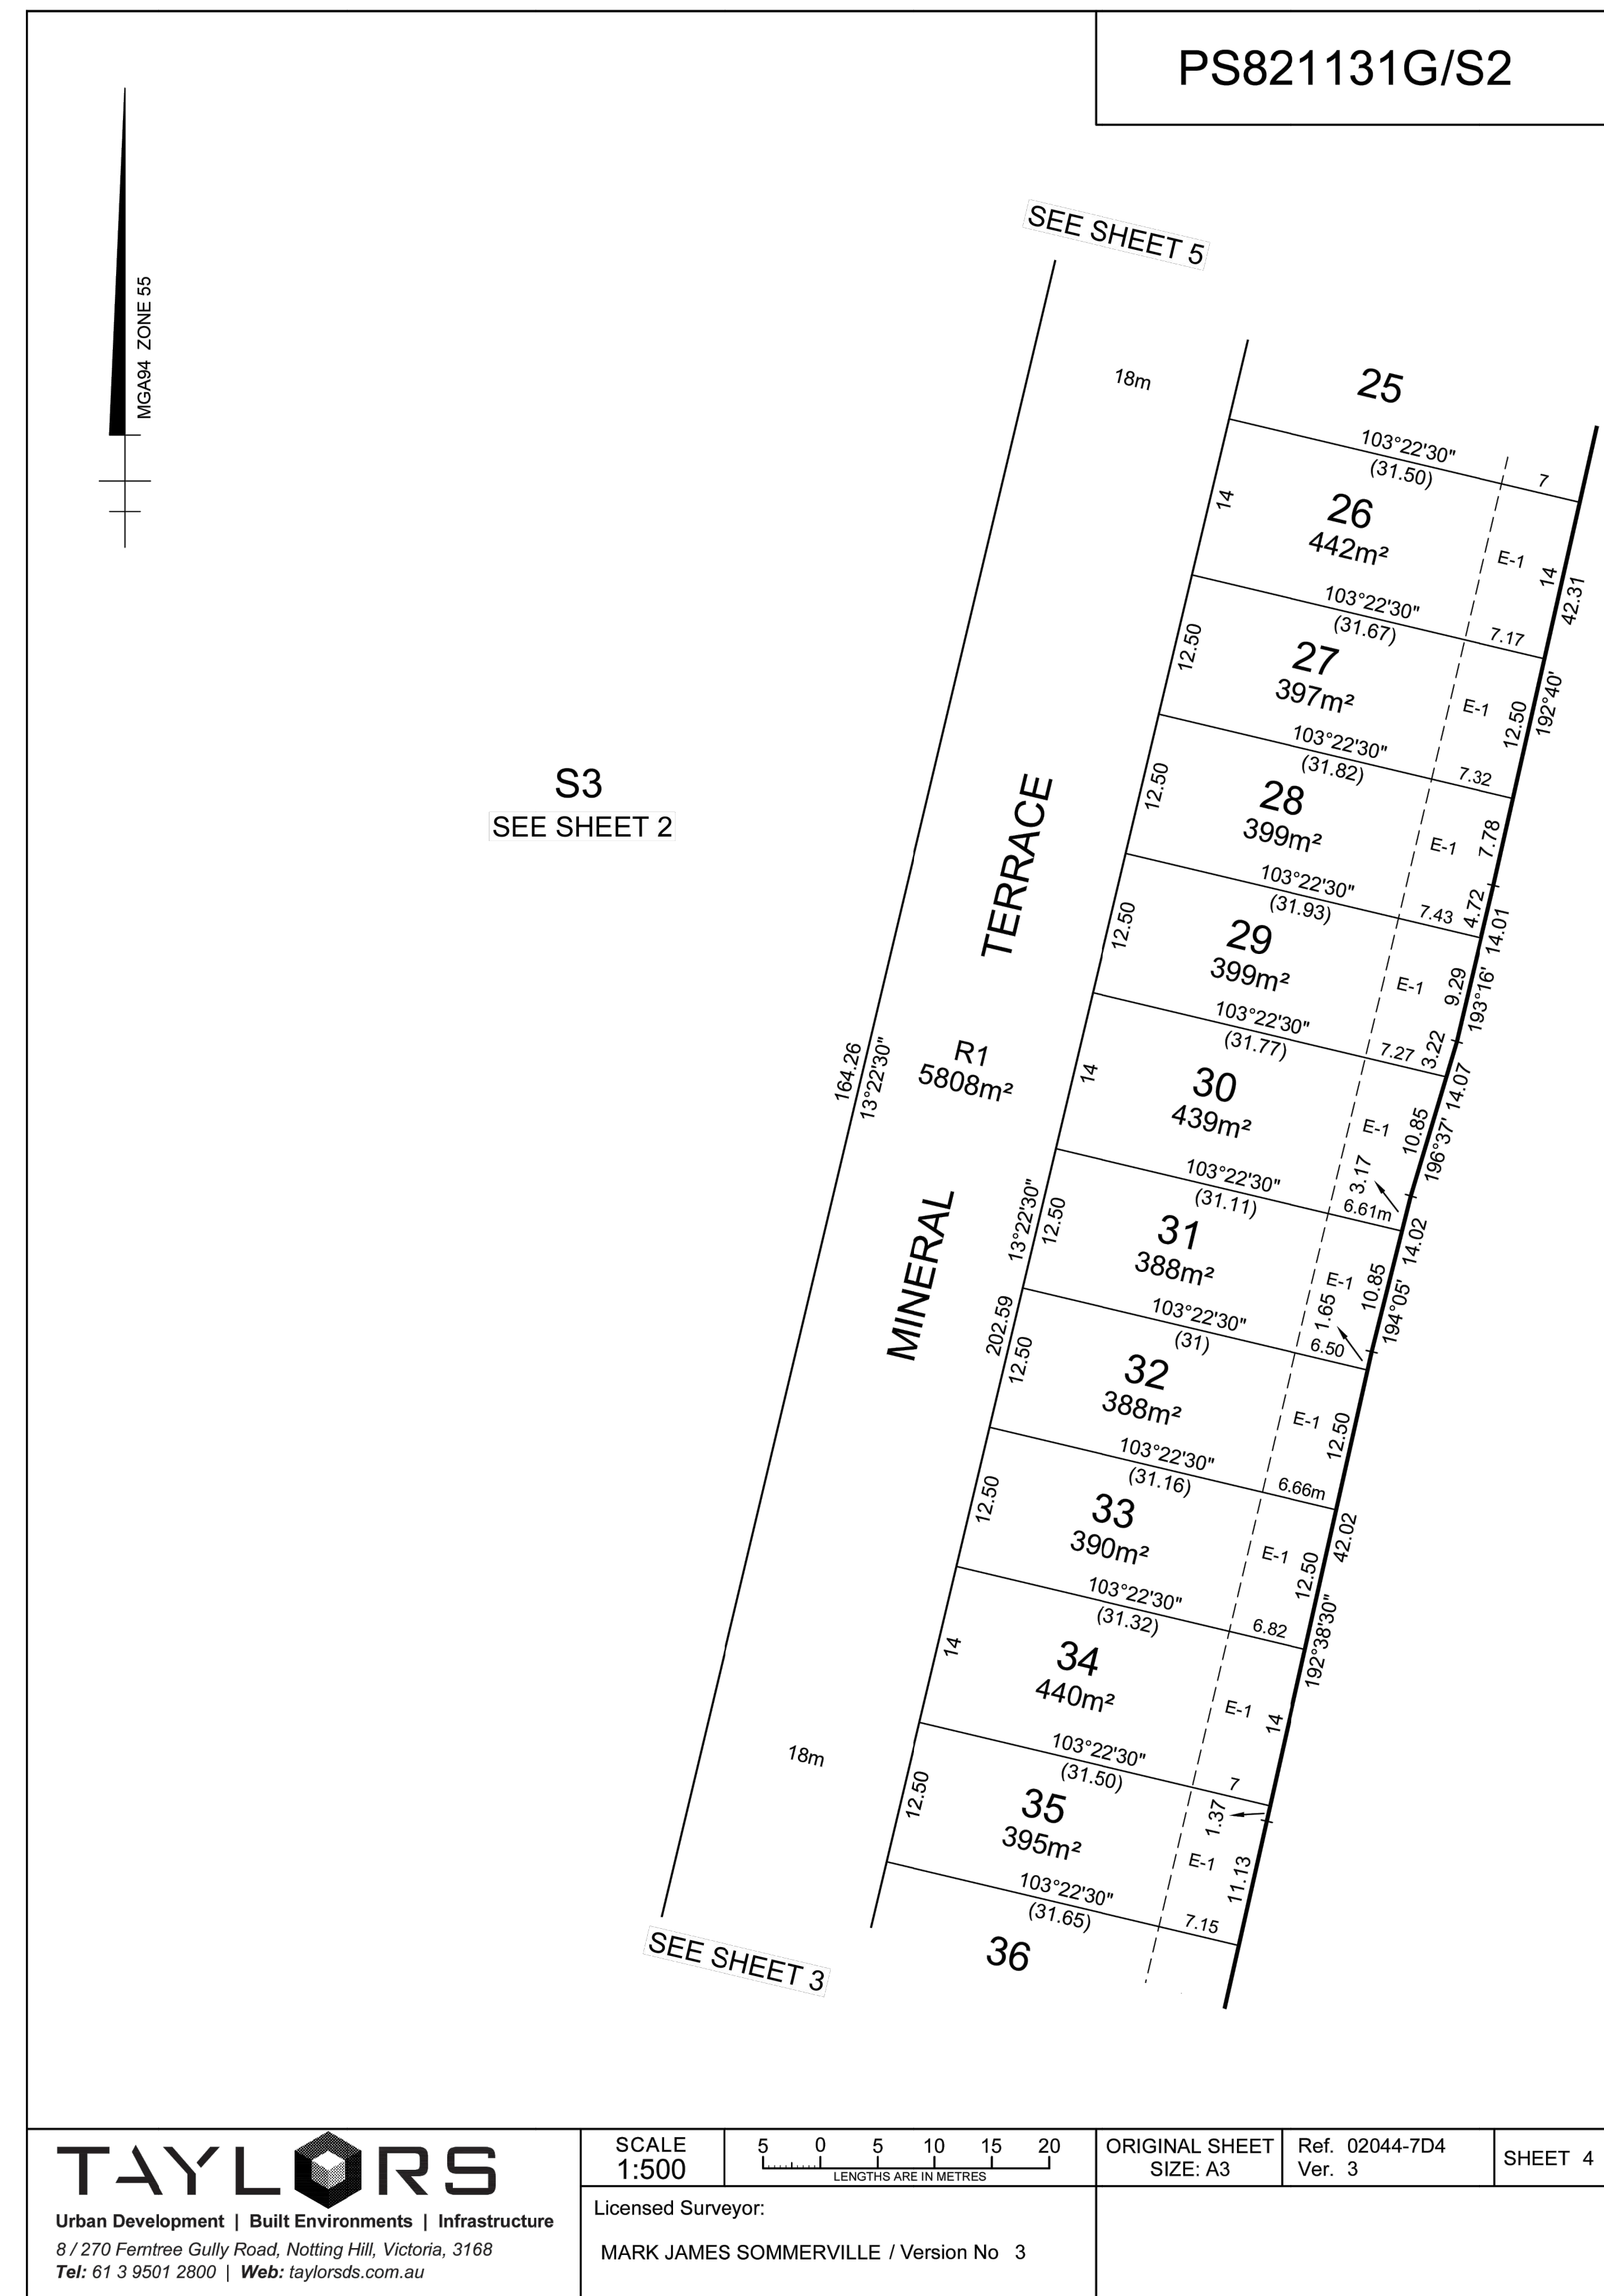 PS821131G/S2
MGA94 ZONE 55
SEE SHEET 5
18m
25
103°22'30"
(31.50)
7
14
26
442m²
E-1
14
42.31
103°22'30"
(31.67)
7.17
12.50
27
397m²
E-1
12.50
192°40'
103°22'30"
(31.82)
7.32
S3
SEE SHEET 2
12.50
28
399m²
E-1
7.78
103°22'30"
(31.93)
7.43
4.72
14.01
TERRACE
12.50
29
399m²
E-1
9.29
193°16'
103°22'30"
(31.77)
7.27
3.22
14.07
164.26
13°22'30"
R1
5808m²
14
30
439m²
E-1
10.85
196°37'
3.17
103°22'30"
(31.11)
6.61m
14.02
MINERAL
13°22'30"
202.59
12.50
31
388m²
E-1
10.85
194°05'
1.65
103°22'30"
(31)
6.50
12.50
32
388m²
E-1
12.50
103°22'30"
(31.16)
6.66m
42.02
12.50
33
390m²
E-1
12.50
103°22'30"
(31.32)
6.82
192°38'30"
14
34
440m²
E-1
14
103°22'30"
(31.50)
7
18m
1.37
12.50
35
395m²
E-1
11.13
103°22'30"
(31.65)
7.15
36
SEE SHEET 3
TAYLORS
Urban Development | Built Environments | Infrastructure
8 / 270 Ferntree Gully Road, Notting Hill, Victoria, 3168
Tel: 61 3 9501 2800 | Web: taylorsds.com.au
SCALE
1:500
5 0 5 10 15 20
LENGTHS ARE IN METRES
ORIGINAL SHEET
SIZE: A3
Ref. 02044-7D4
Ver. 3
SHEET 4
Licensed Surveyor:
MARK JAMES SOMMERVILLE / Version No 3